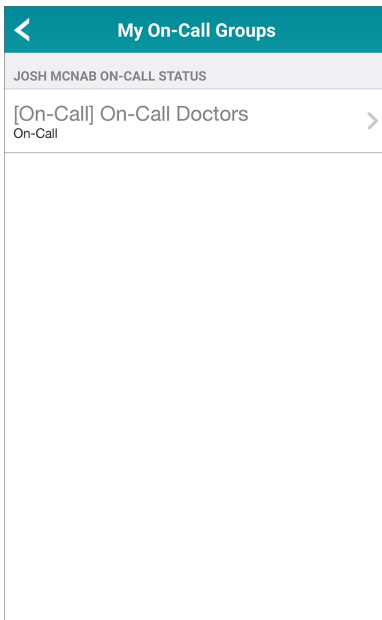 My On-Call Groups
JOSH MCNAB ON-CALL STATUS
[On-Call] On-Call Doctors
On-Call